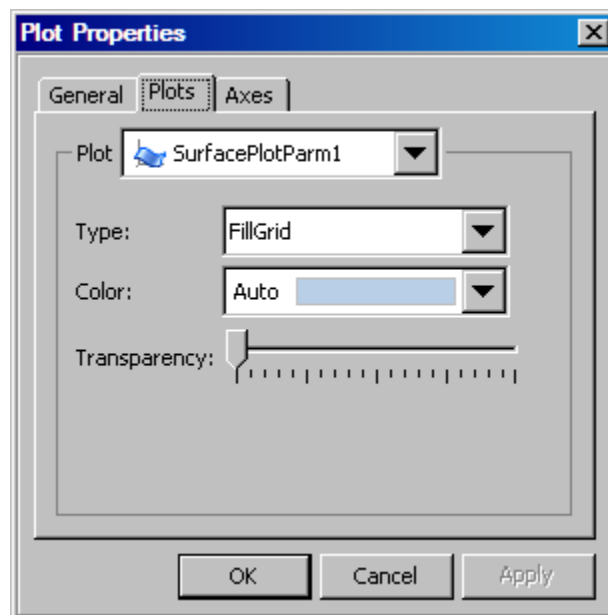 Plot Properties
General Plots Axes
Plot SurfacePlotParm1
Type: FillGrid
Color: Auto
Transparency:
OK Cancel Apply